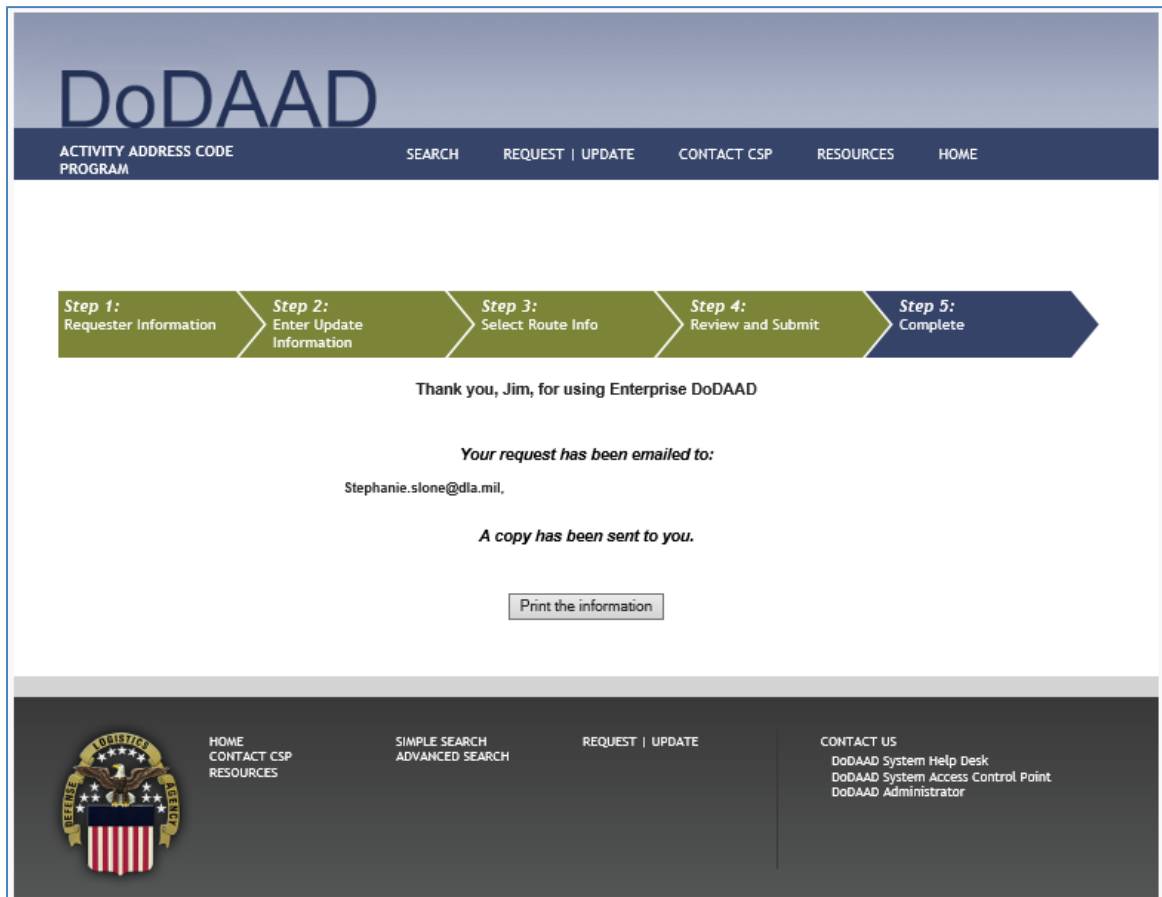 DoDAAD
ACTIVITY ADDRESS CODE
PROGRAM
SEARCH REQUEST | UPDATE CONTACT CSP RESOURCES HOME
Step 1:
Requester Information
Step 2:
Enter Update
Information
Step 3:
Select Route Info
Step 4:
Review and Submit
Step 5:
Complete
Thank you, Jim, for using Enterprise DoDAAD
Your request has been emailed to:
Stephanie.slone@dla.mil,
A copy has been sent to you.
Print the information
DEFENSE LOGISTICS AGENCY
HOME
CONTACT CSP
RESOURCES
SIMPLE SEARCH
ADVANCED SEARCH
REQUEST | UPDATE
CONTACT US
DoDAAD System Help Desk
DoDAAD System Access Control Point
DoDAAD Administrator